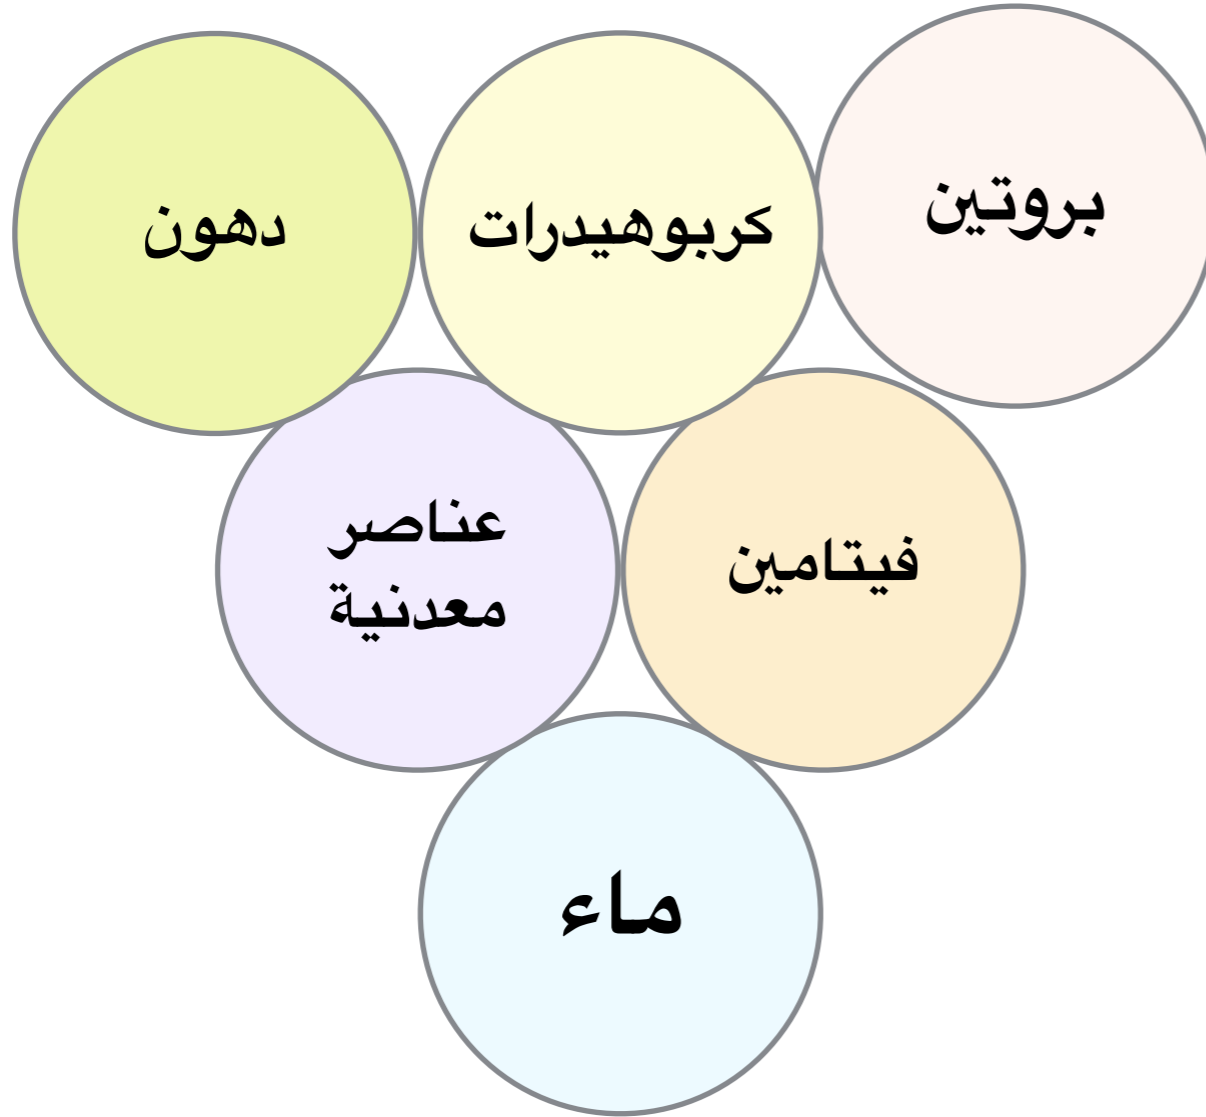 بروتين
كربوهيدرات
دهون
فيتامين
عناصر
معدنية
ماء